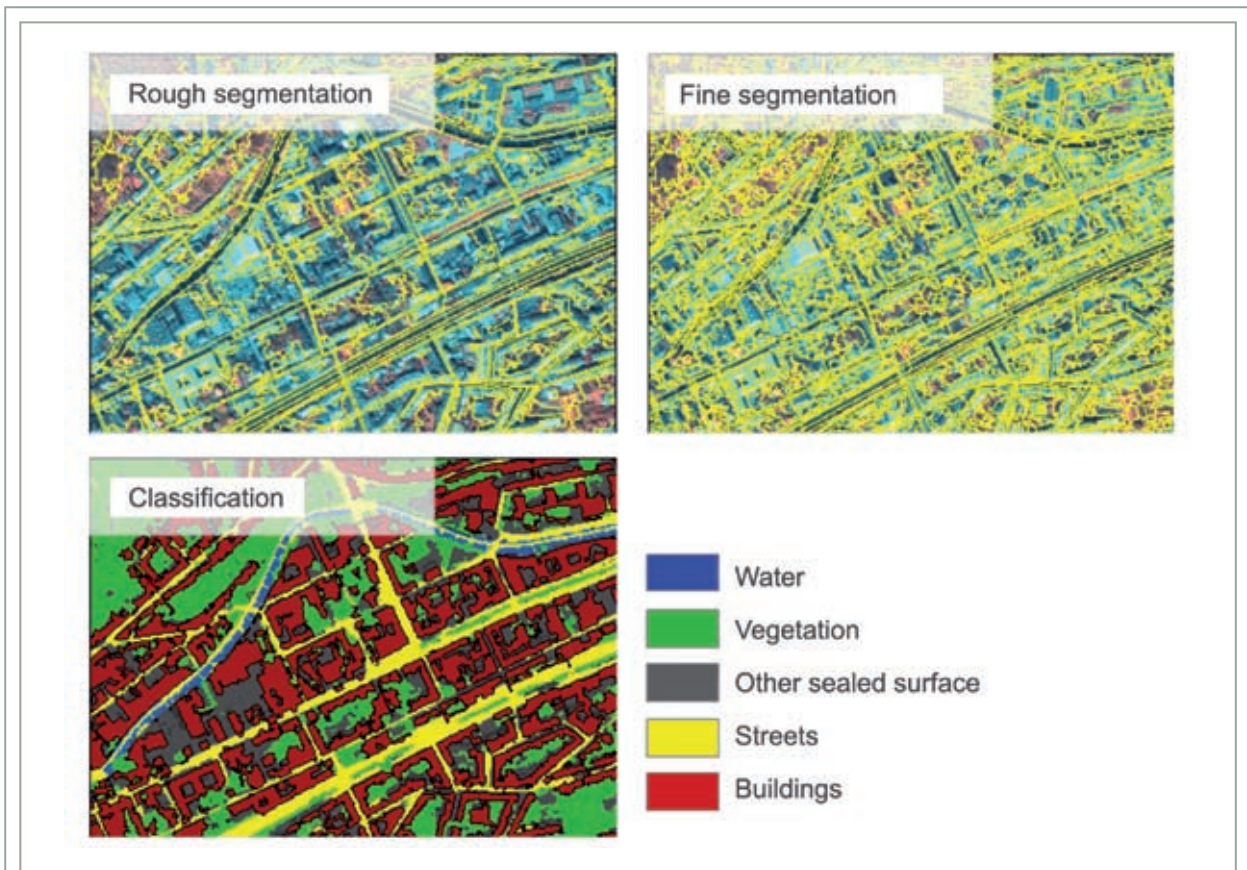 Rough segmentation
Fine segmentation
Classification
Water
Vegetation
Other sealed surface
Streets
Buildings